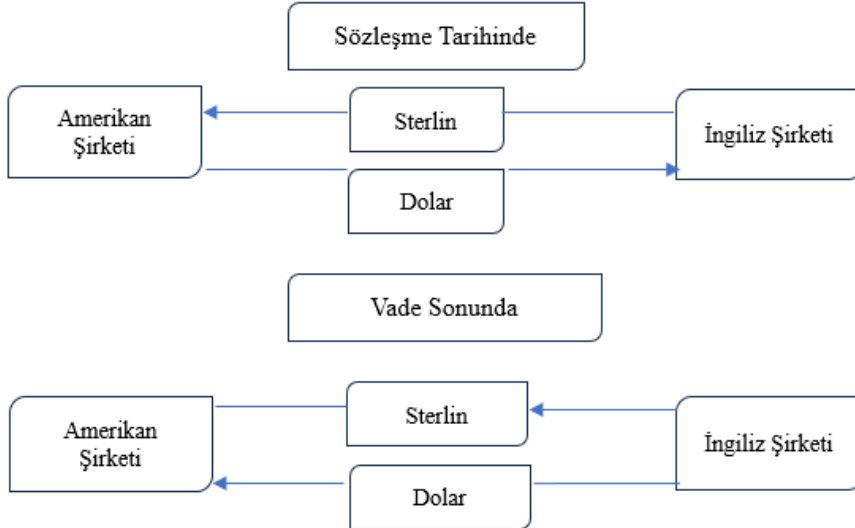 Sözleşme Tarihinde
Amerikan
Şirketi
Sterlin
İngiliz Şirketi
Dolar
Vade Sonunda
Amerikan
Şirketi
Sterlin
İngiliz Şirketi
Dolar